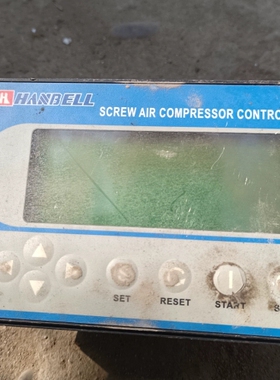 HANBELL
SCREW AIR COMPRESSOR CONTRO
SET
RESET
START
S